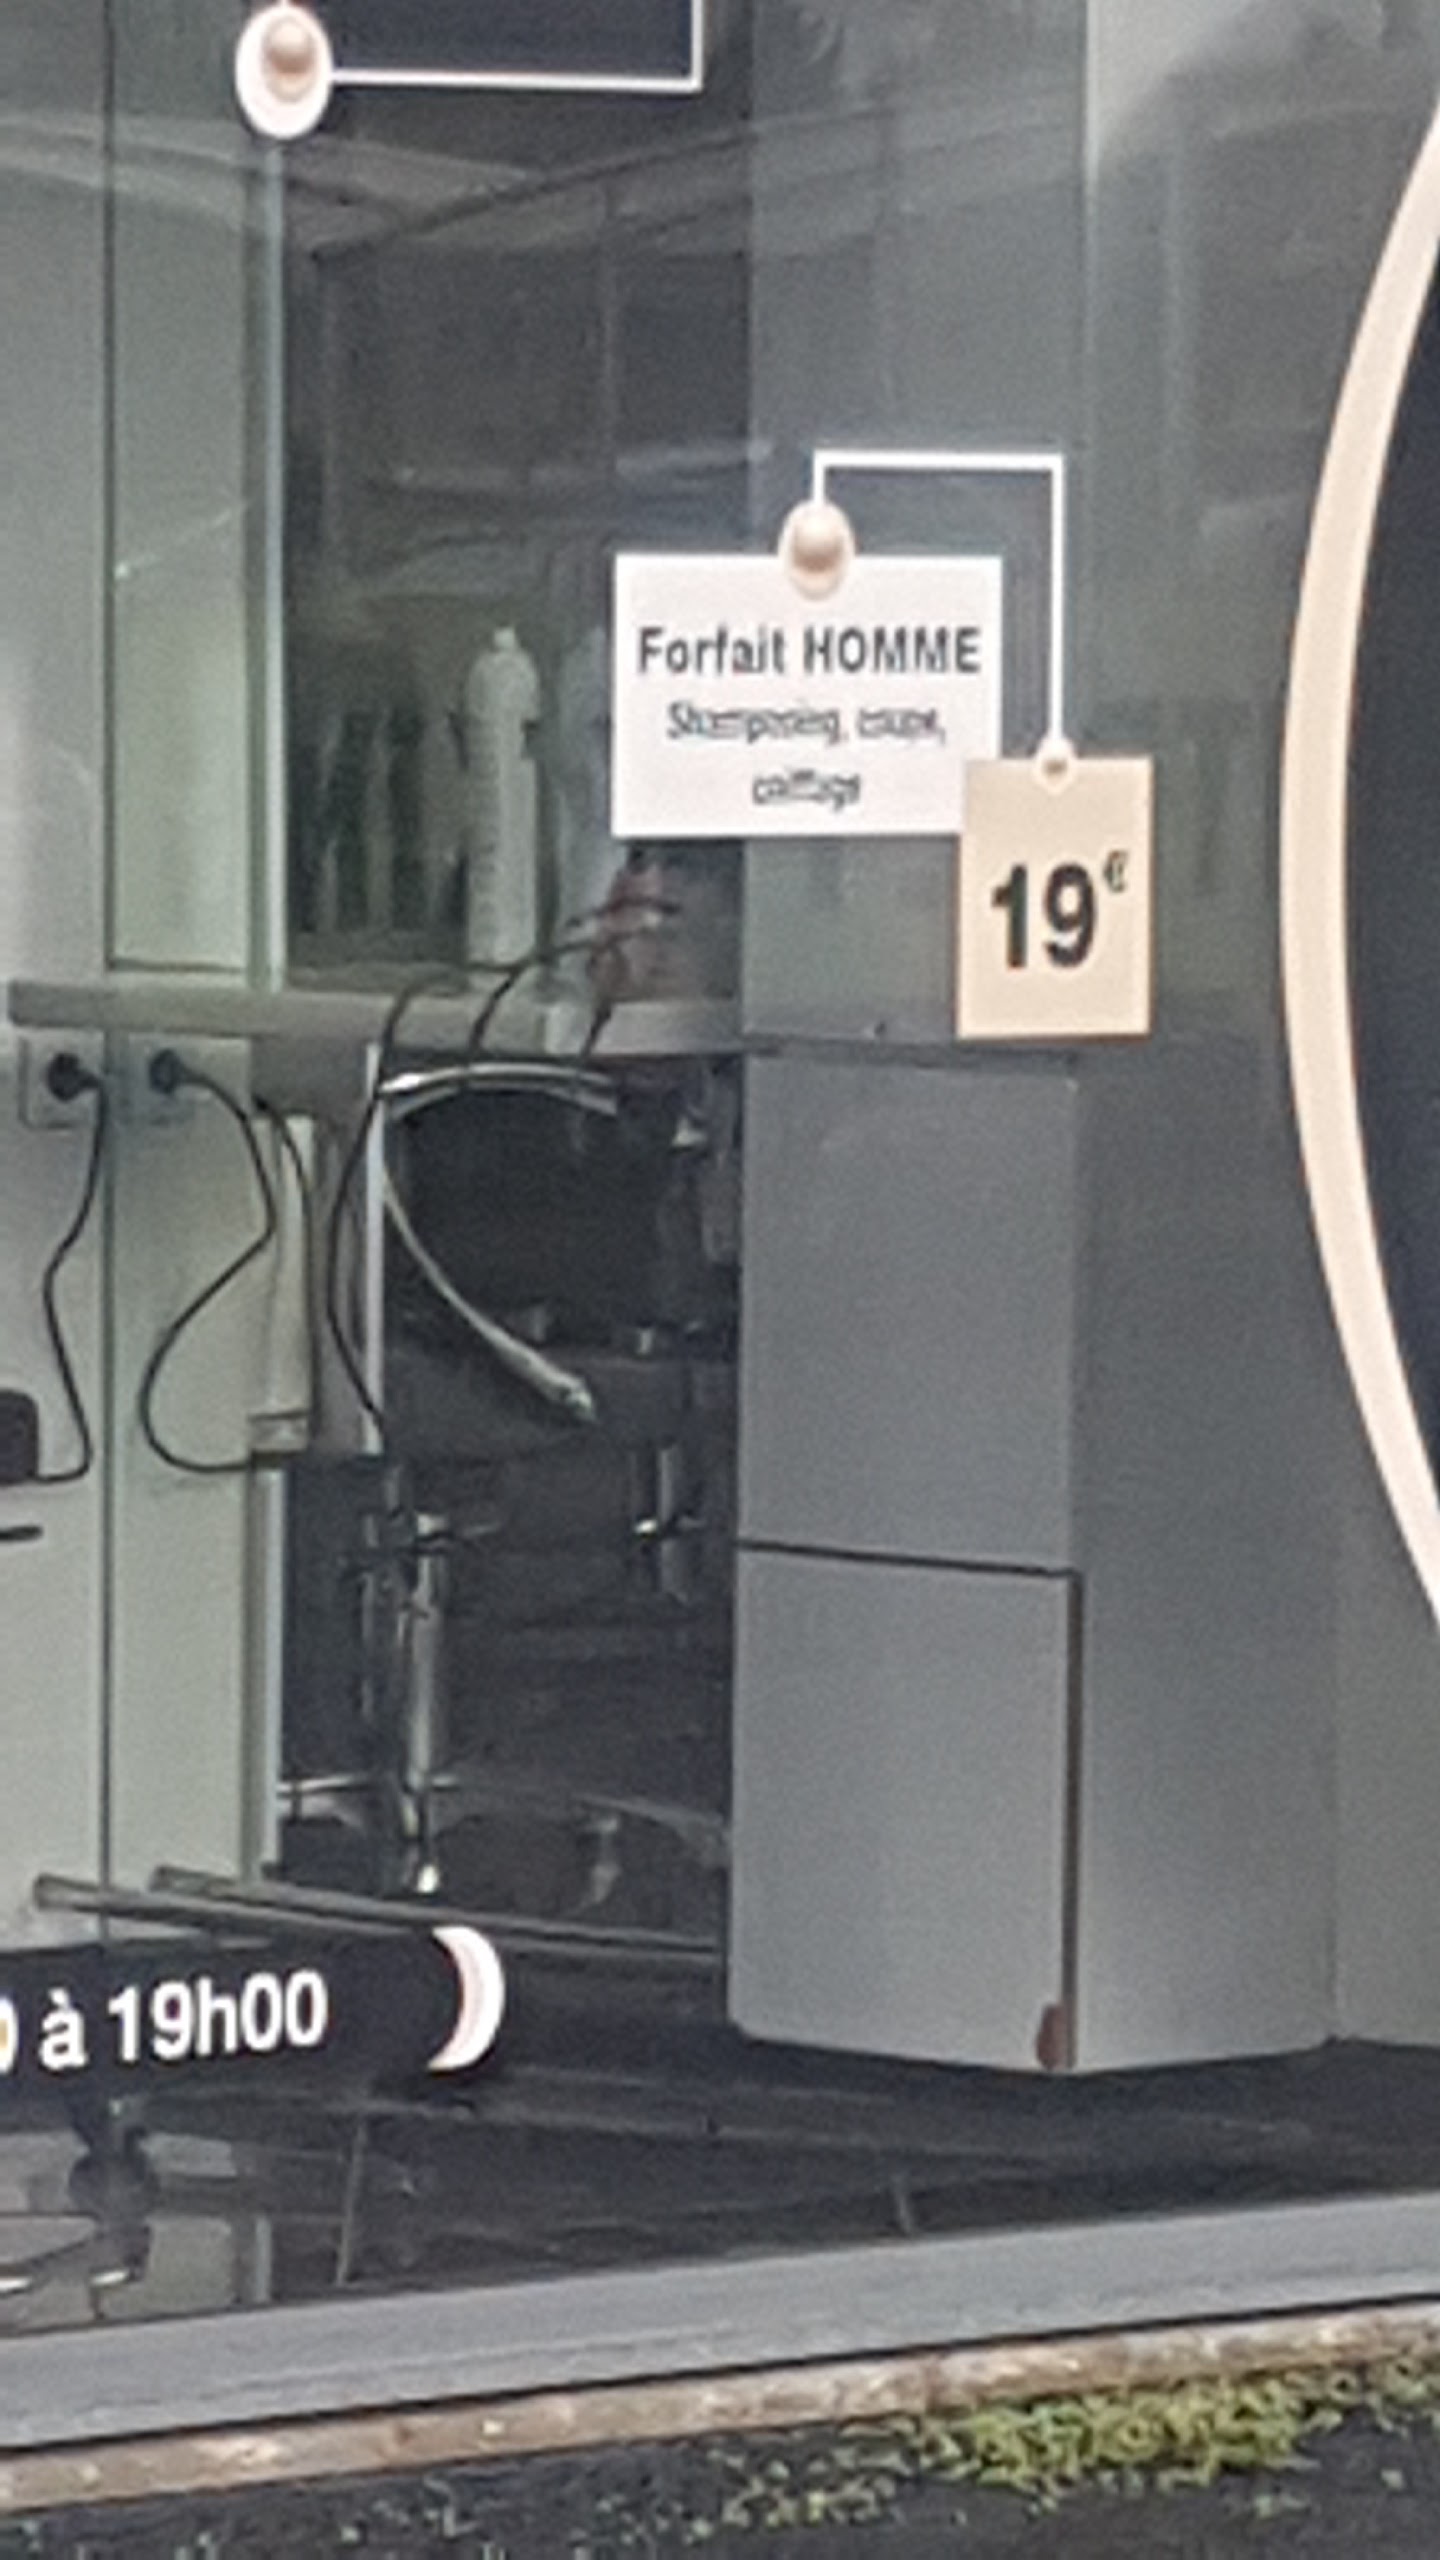 Forfait HOMME
Shampooing, coupe,
coiffage
19€
à 19h00